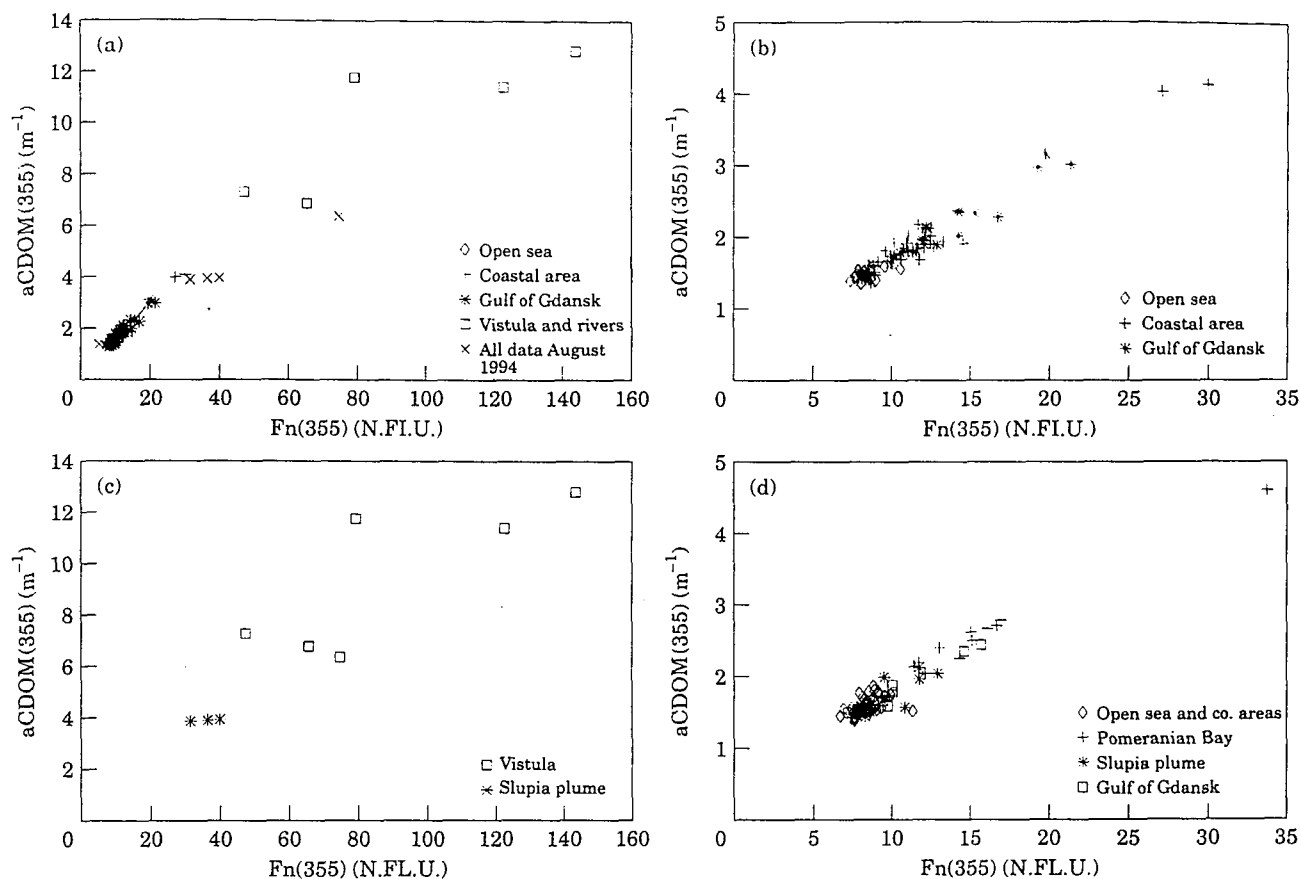 (a)
14
12
10
8
6
4
2
0
20
40
60
80
100
120
140
160
aCDOM(355) (m⁻¹)
Fn(355) (N.FI.U.)
Open sea
Coastal area
Gulf of Gdansk
Vistula and rivers
All data August
1994
(b)
5
4
3
2
1
0
5
10
15
20
25
30
35
aCDOM(355) (m⁻¹)
Fn(355) (N.FI.U.)
Open sea
Coastal area
Gulf of Gdansk
(c)
14
12
10
8
6
4
2
0
20
40
60
80
100
120
140
160
aCDOM(355) (m⁻¹)
Fn(355) (N.FL.U.)
Vistula
Slupia plume
(d)
5
4
3
2
1
0
5
10
15
20
25
30
35
aCDOM(355) (m⁻¹)
Fn(355) (N.FL.U.)
Open sea and co. areas
Pomeranian Bay
Slupia plume
Gulf of Gdansk